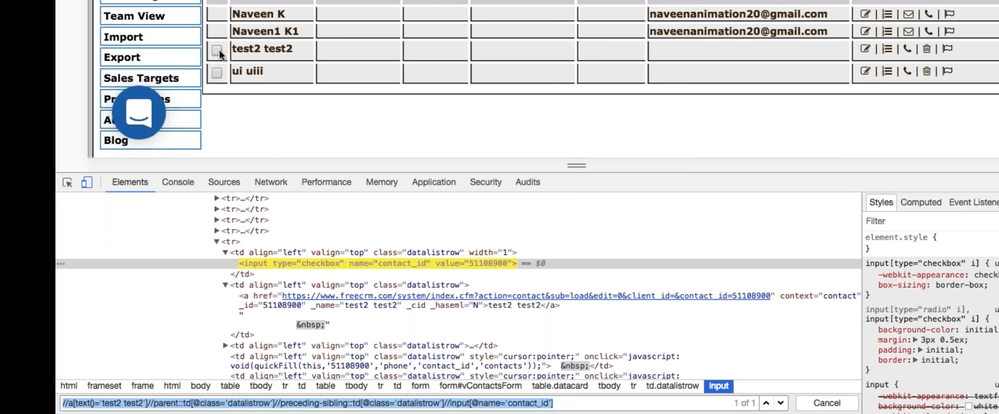 Team View
Naveen K naveenanimation20@gmail.com
Import
Naveen1 K1 naveenanimation20@gmail.com
Export
test2 test2
Sales Targets
ui uiii
Blog
Elements Console Sources Network Performance Memory Application Security Audits
▶<tr>…</tr>
▶<tr>…</tr>
▶<tr>…</tr>
▶<tr>…</tr>
▼<tr>
▼<td align="left" valign="top" class="datalistrow" width="1">
<input type="checkbox" name="contact_id" value="51108900"> == $0
</td>
▼<td align="left" valign="top" class="datalistrow">
<a href="https://www.freecrm.com/system/index.cfm?action=contact&sub=load&edit=0&client_id=&contact_id=51108900" context="contact"
_id="51108900" _name="test2 test2" _cid _haseml="N">test2 test2</a>
"
&nbsp;"
</td>
▶<td align="left" valign="top" class="datalistrow">…</td>
<td align="left" valign="top" class="datalistrow" style="cursor:pointer;" onclick="javascript:
void(quickFill(this,'51108900','phone','contact_id','contacts'));"> &nbsp;</td>
<td align="left" valign="top" class="datalistrow" style="cursor:pointer;" onclick="javascript:
html frameset frame html body table tbody tr td table tbody tr td form form#vContactsForm table.datacard tbody tr td.datalistrow input
//a[text()='test2 test2']//parent::td[@class='datalistrow']//preceding-sibling::td[@class='datalistrow']//input[@name='contact_id']
1 of 1 Cancel
Styles Computed Event Listene
Filter
element.style {
}
input[type="checkbox" i] { u
-webkit-appearance: check
box-sizing: border-box;
}
input[type="radio" i], u
input[type="checkbox" i] {
background-color: initial
margin:▶ 3px 0.5ex;
padding:▶ initial;
border:▶ initial;
}
input { u
-webkit-appearance: textf
background-color: white